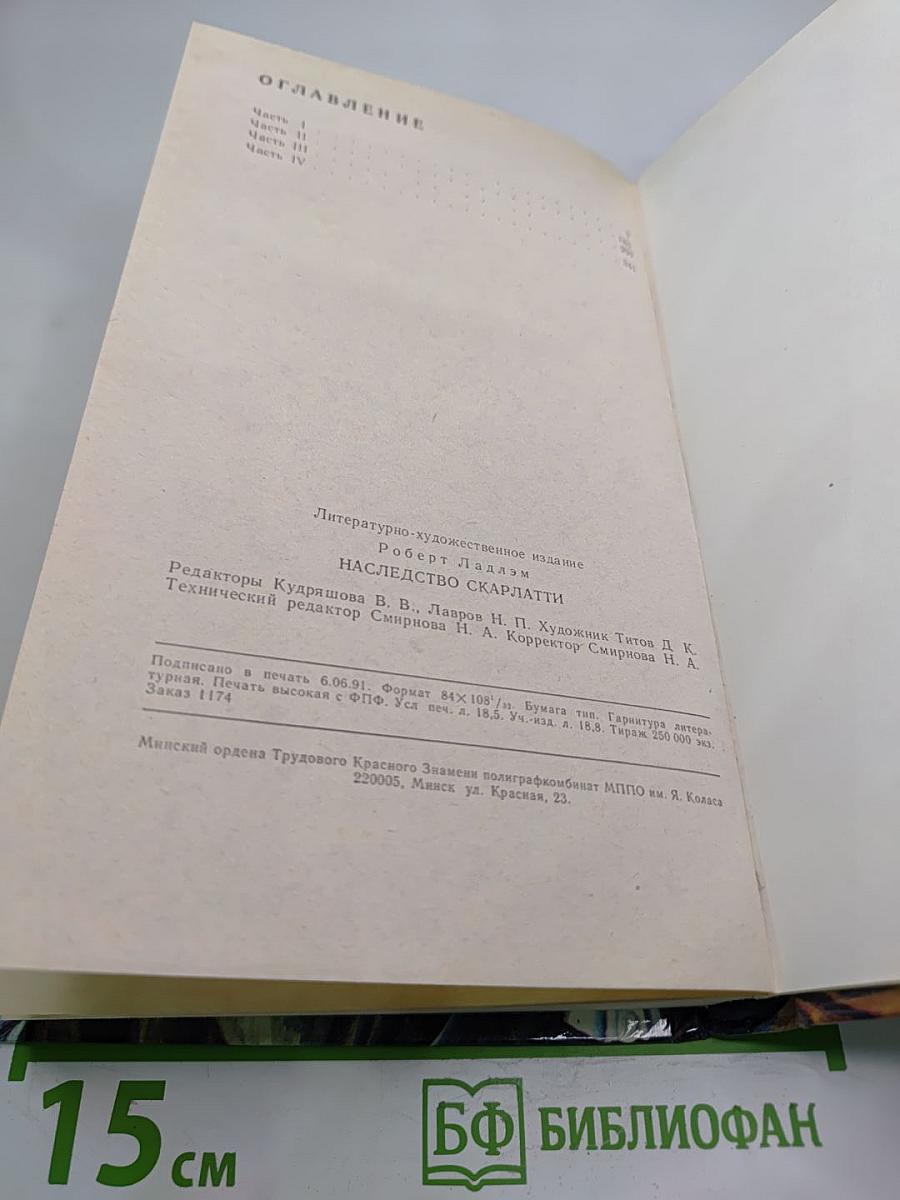 ОГЛАВЛЕНИЕ
Часть I
Часть II
Часть III
Часть IV
Литературно-художественное издание
Роберт Ладлэм
НАСЛЕДСТВО СКАРЛАТТИ
Редакторы Кудряшова В. В., Лавров Н. П. Художник Титов Д. К.
Технический редактор Смирнова Н. А. Корректор Смирнова Н. А.
Подписано в печать 6.06.91. Формат 84×108¹/₃₂. Бумага тип. Гарнитура литера-
турная. Печать высокая с ФПФ. Усл печ. л. 18,5. Уч.-изд. л. 18,8. Тираж 250 000 экз.
Заказ 1174
Минский ордена Трудового Красного Знамени полиграфкомбинат МППО им. Я. Коласа
220005, Минск ул. Красная, 23.
15 см
БФ БИБЛИОФАН